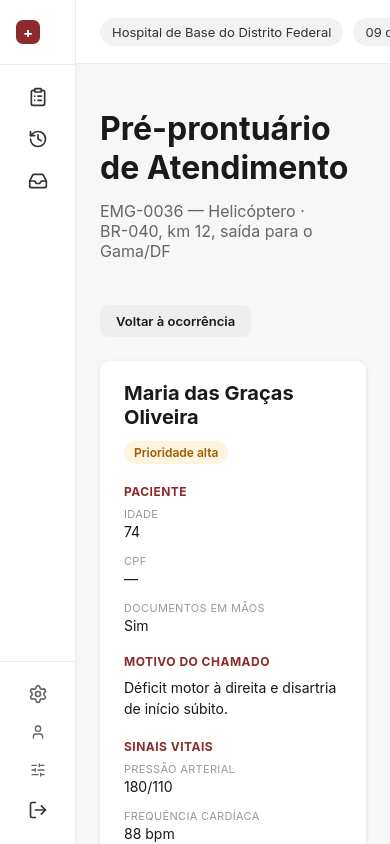 +
Hospital de Base do Distrito Federal
09 d
Pré-prontuário
de Atendimento
EMG-0036 — Helicóptero ·
BR-040, km 12, saída para o
Gama/DF
Voltar à ocorrência
Maria das Graças
Oliveira
Prioridade alta
PACIENTE
IDADE
74
CPF
—
DOCUMENTOS EM MÃOS
Sim
MOTIVO DO CHAMADO
Déficit motor à direita e disartria
de início súbito.
SINAIS VITAIS
PRESSÃO ARTERIAL
180/110
FREQUÊNCIA CARDÍACA
88 bpm